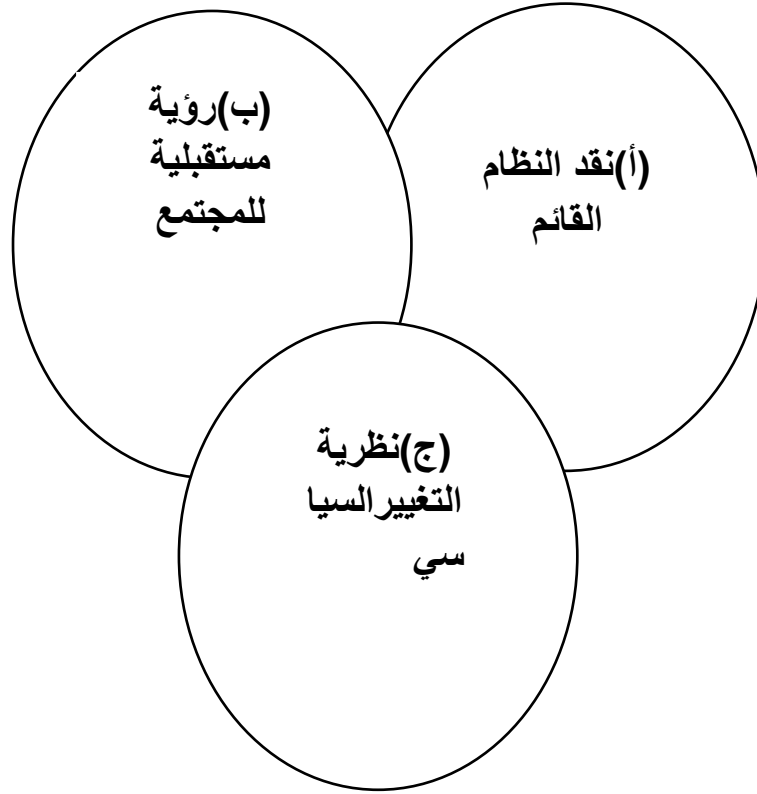 (أ)نقد النظام
القائم
(ب)رؤية
مستقبلية
للمجتمع
(ج)نظرية
التغييرالسيا
سي